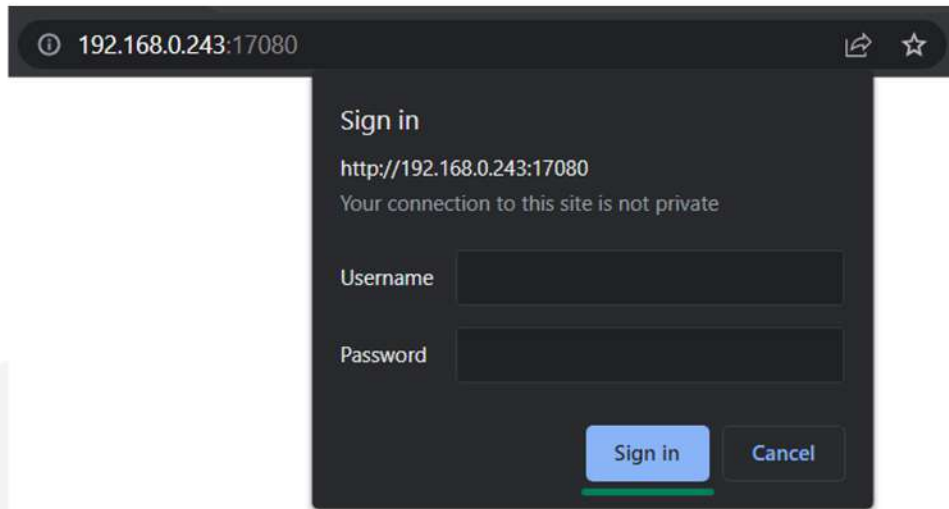 192.168.0.243:17080
Sign in
http://192.168.0.243:17080
Your connection to this site is not private
Username
Password
Sign in Cancel